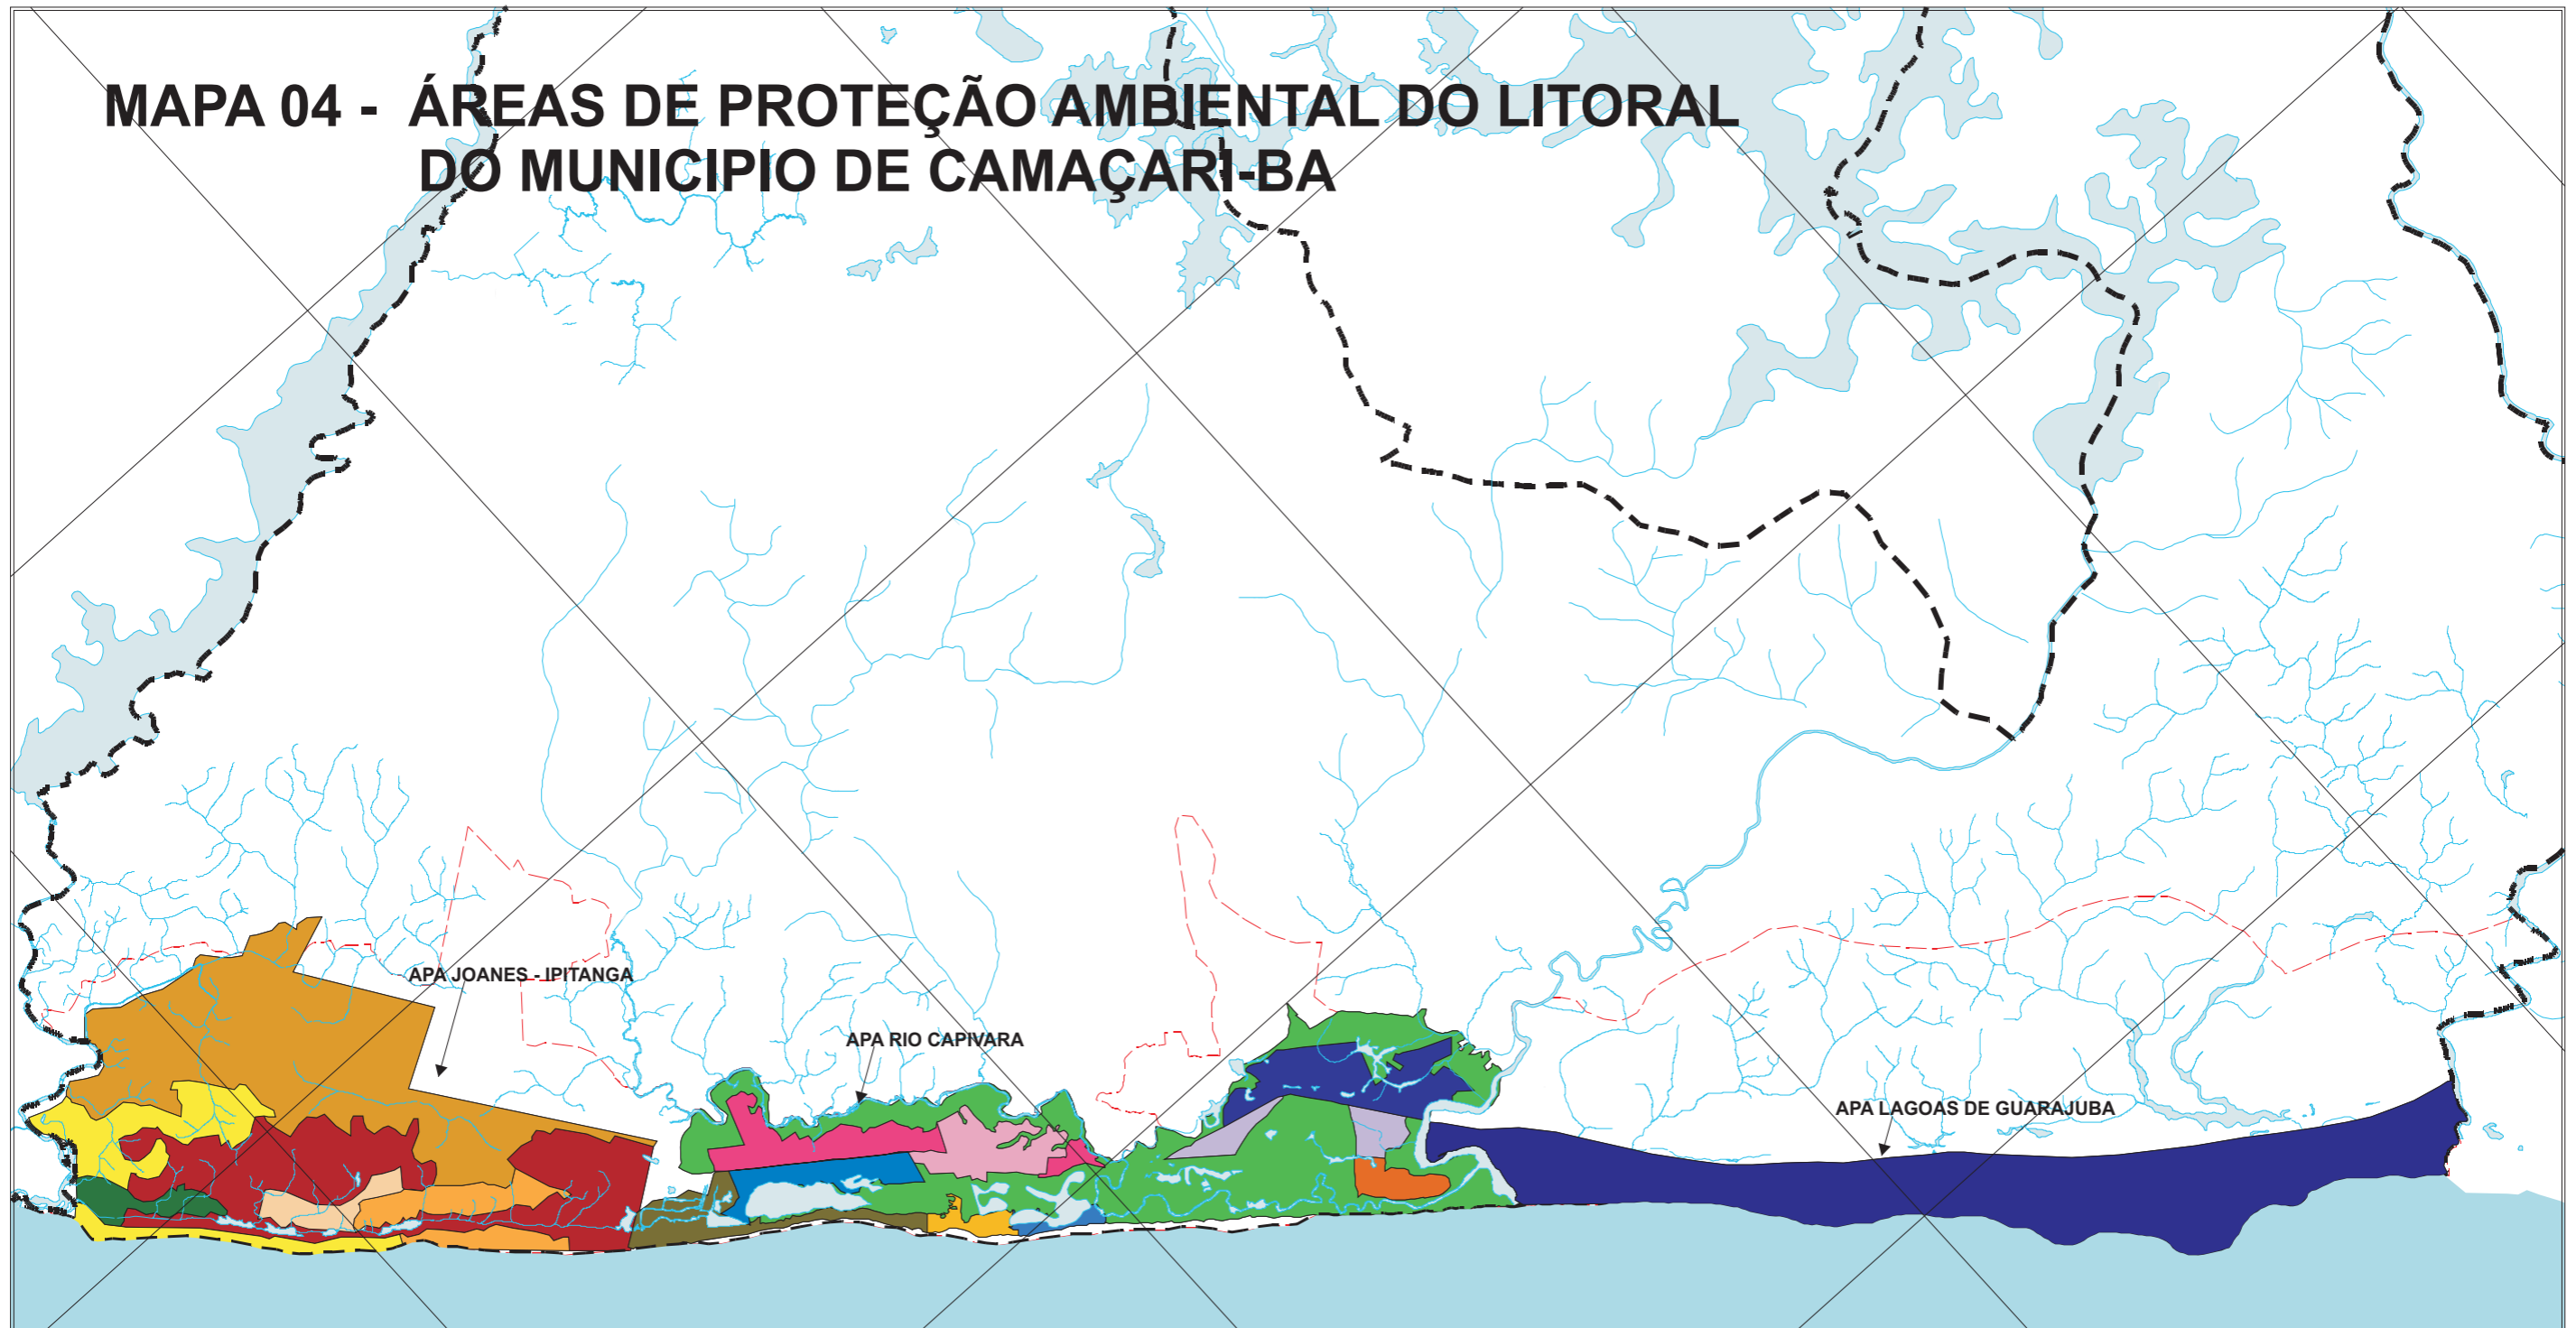 MAPA 04 - ÁREAS DE PROTEÇÃO AMBIENTAL DO LITORAL
DO MUNICIPIO DE CAMAÇARI-BA
APA JOANES - IPITANGA
APA RIO CAPIVARA
APA LAGOAS DE GUARAJUBA